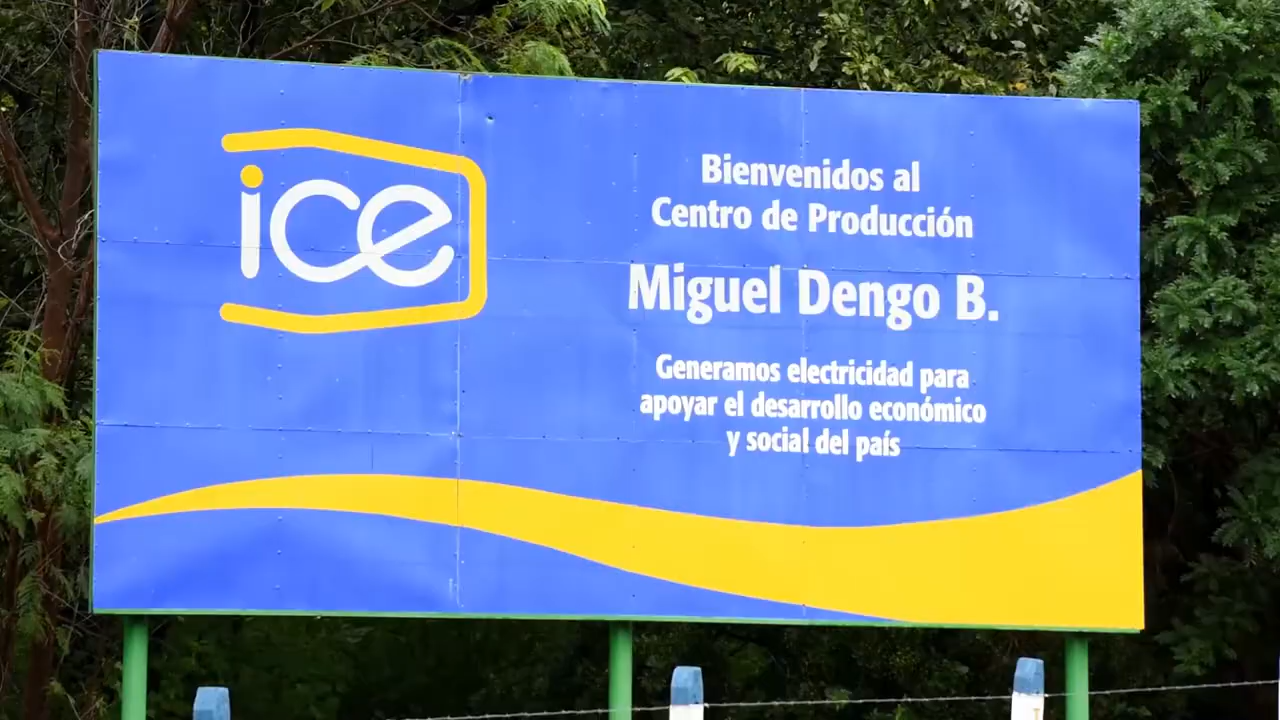 ice
Bienvenidos al
Centro de Producción
Miguel Dengo B.
Generamos electricidad para
apoyar el desarrollo económico
y social del país